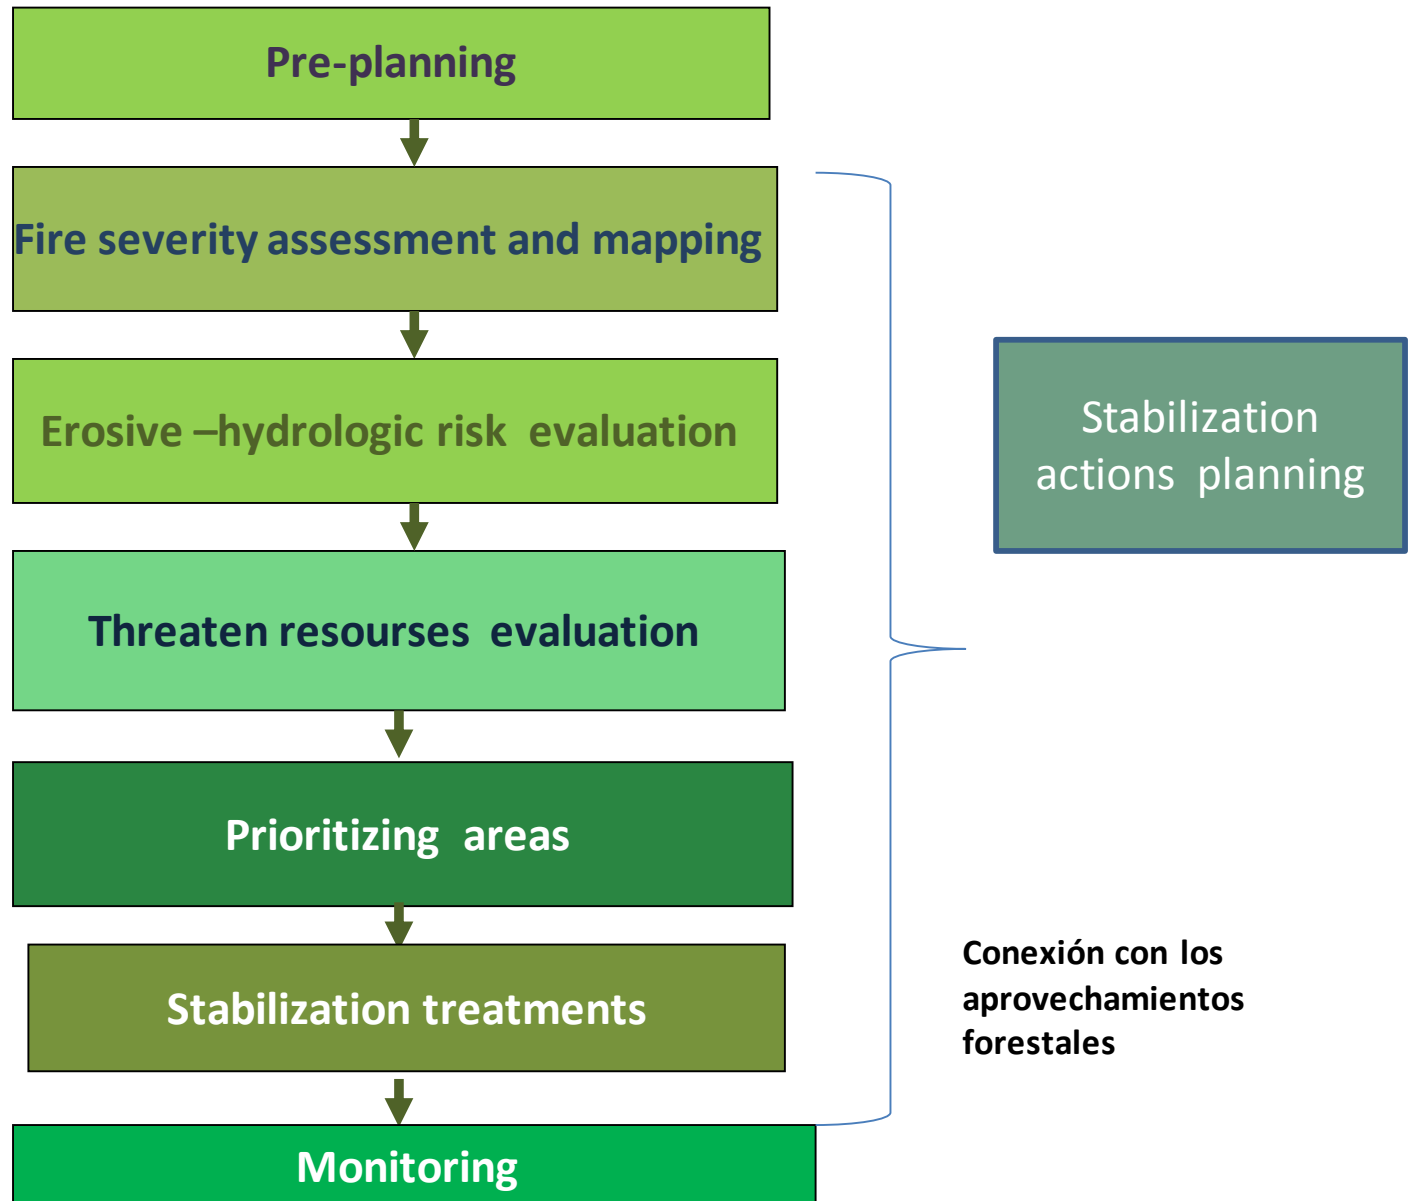 Pre-planning
Fire severity assessment and mapping
Erosive –hydrologic risk evaluation
Threaten resourses evaluation
Prioritizing areas
Stabilization treatments
Monitoring
Stabilization
actions planning
Conexión con los
aprovechamientos
forestales